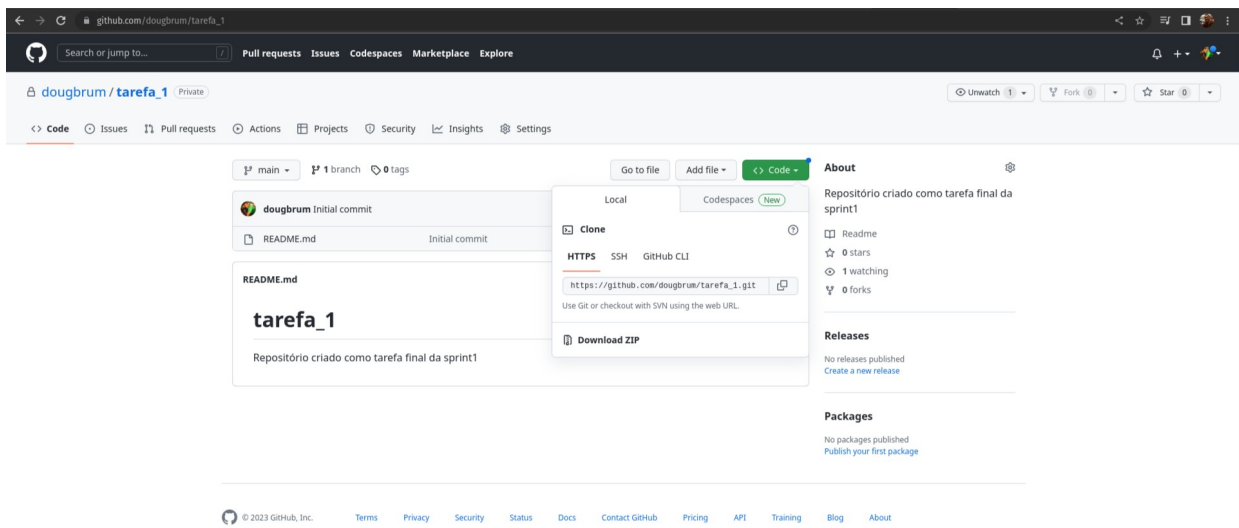 github.com/dougbrum/tarefa_1
Search or jump to... / Pull requests Issues Codespaces Marketplace Explore
dougbrum / tarefa_1 Private
Unwatch 1 Fork 0 Star 0
Code Issues Pull requests Actions Projects Security Insights Settings
main 1 branch 0 tags Go to file Add file Code
dougbrum Initial commit
README.md Initial commit
Local Codespaces New
Clone
HTTPS SSH GitHub CLI
https://github.com/dougbrum/tarefa_1.git
Use Git or checkout with SVN using the web URL.
Download ZIP
README.md
tarefa_1
Repositório criado como tarefa final da sprint1
About
Repositório criado como tarefa final da
sprint1
Readme
0 stars
1 watching
0 forks
Releases
No releases published
Create a new release
Packages
No packages published
Publish your first package
© 2023 GitHub, Inc. Terms Privacy Security Status Docs Contact GitHub Pricing API Training Blog About